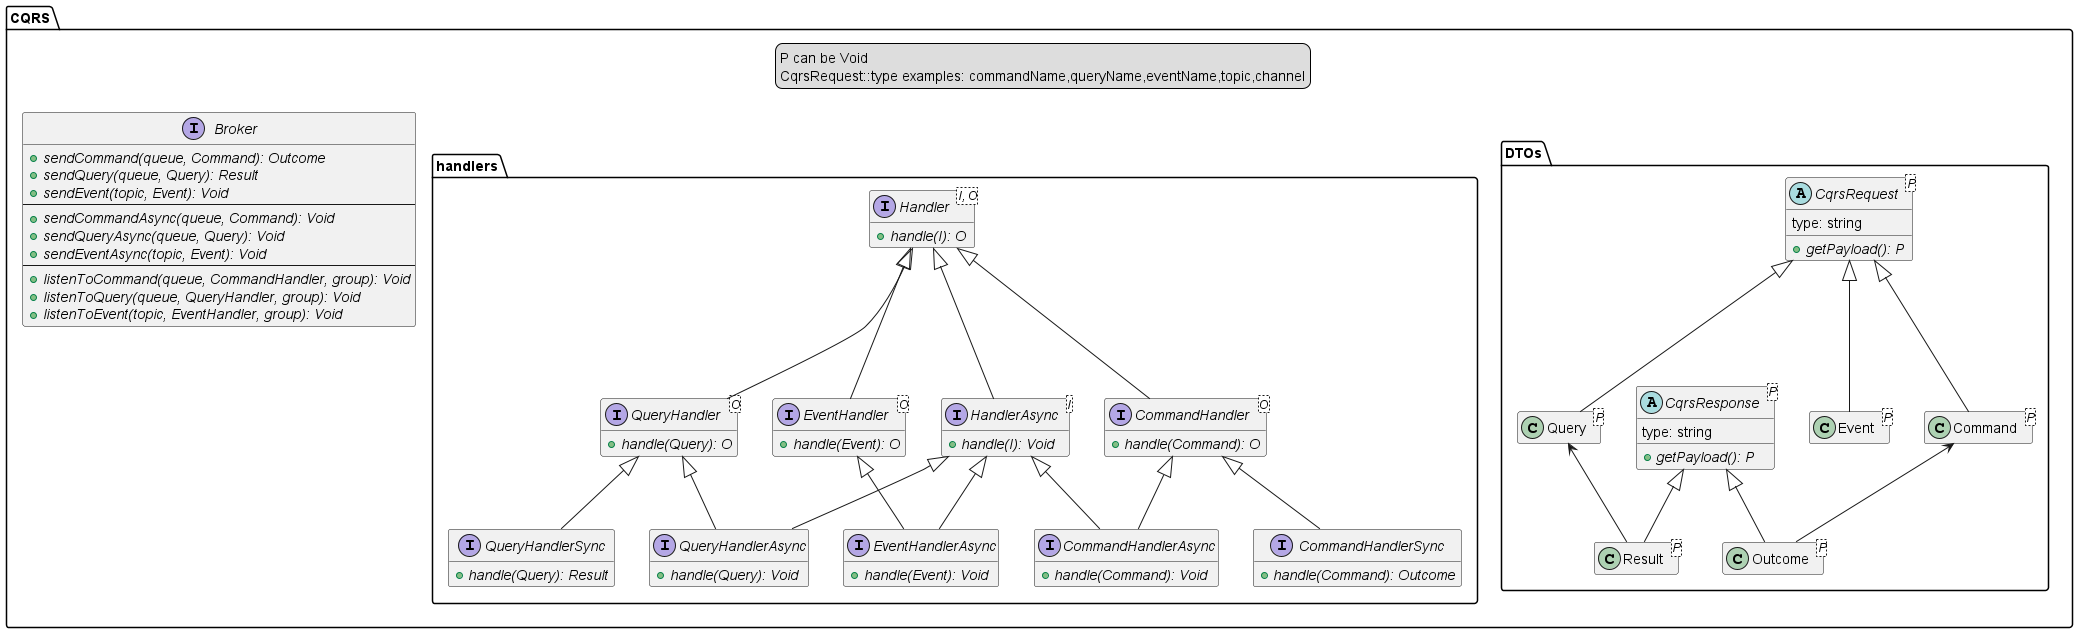 CQRS
P can be Void
CqrsRequest::type examples: commandName,queryName,eventName,topic,channel
I Broker
sendCommand(queue, Command): Outcome
sendQuery(queue, Query): Result
sendEvent(topic, Event): Void
sendCommandAsync(queue, Command): Void
sendQueryAsync(queue, Query): Void
sendEventAsync(topic, Event): Void
listenToCommand(queue, CommandHandler, group): Void
listenToQuery(queue, QueryHandler, group): Void
listenToEvent(topic, EventHandler, group): Void
handlers
I Handler I, O
handle(I): O
I QueryHandler O
handle(Query): O
I EventHandler O
handle(Event): O
I HandlerAsync I
handle(I): Void
I CommandHandler O
handle(Command): O
I QueryHandlerSync
handle(Query): Result
I QueryHandlerAsync
handle(Query): Void
I EventHandlerAsync
handle(Event): Void
I CommandHandlerAsync
handle(Command): Void
I CommandHandlerSync
handle(Command): Outcome
DTOs
A CqrsRequest P
type: string
getPayload(): P
C Query P
A CqrsResponse P
type: string
getPayload(): P
C Event P
C Command P
C Result P
C Outcome P